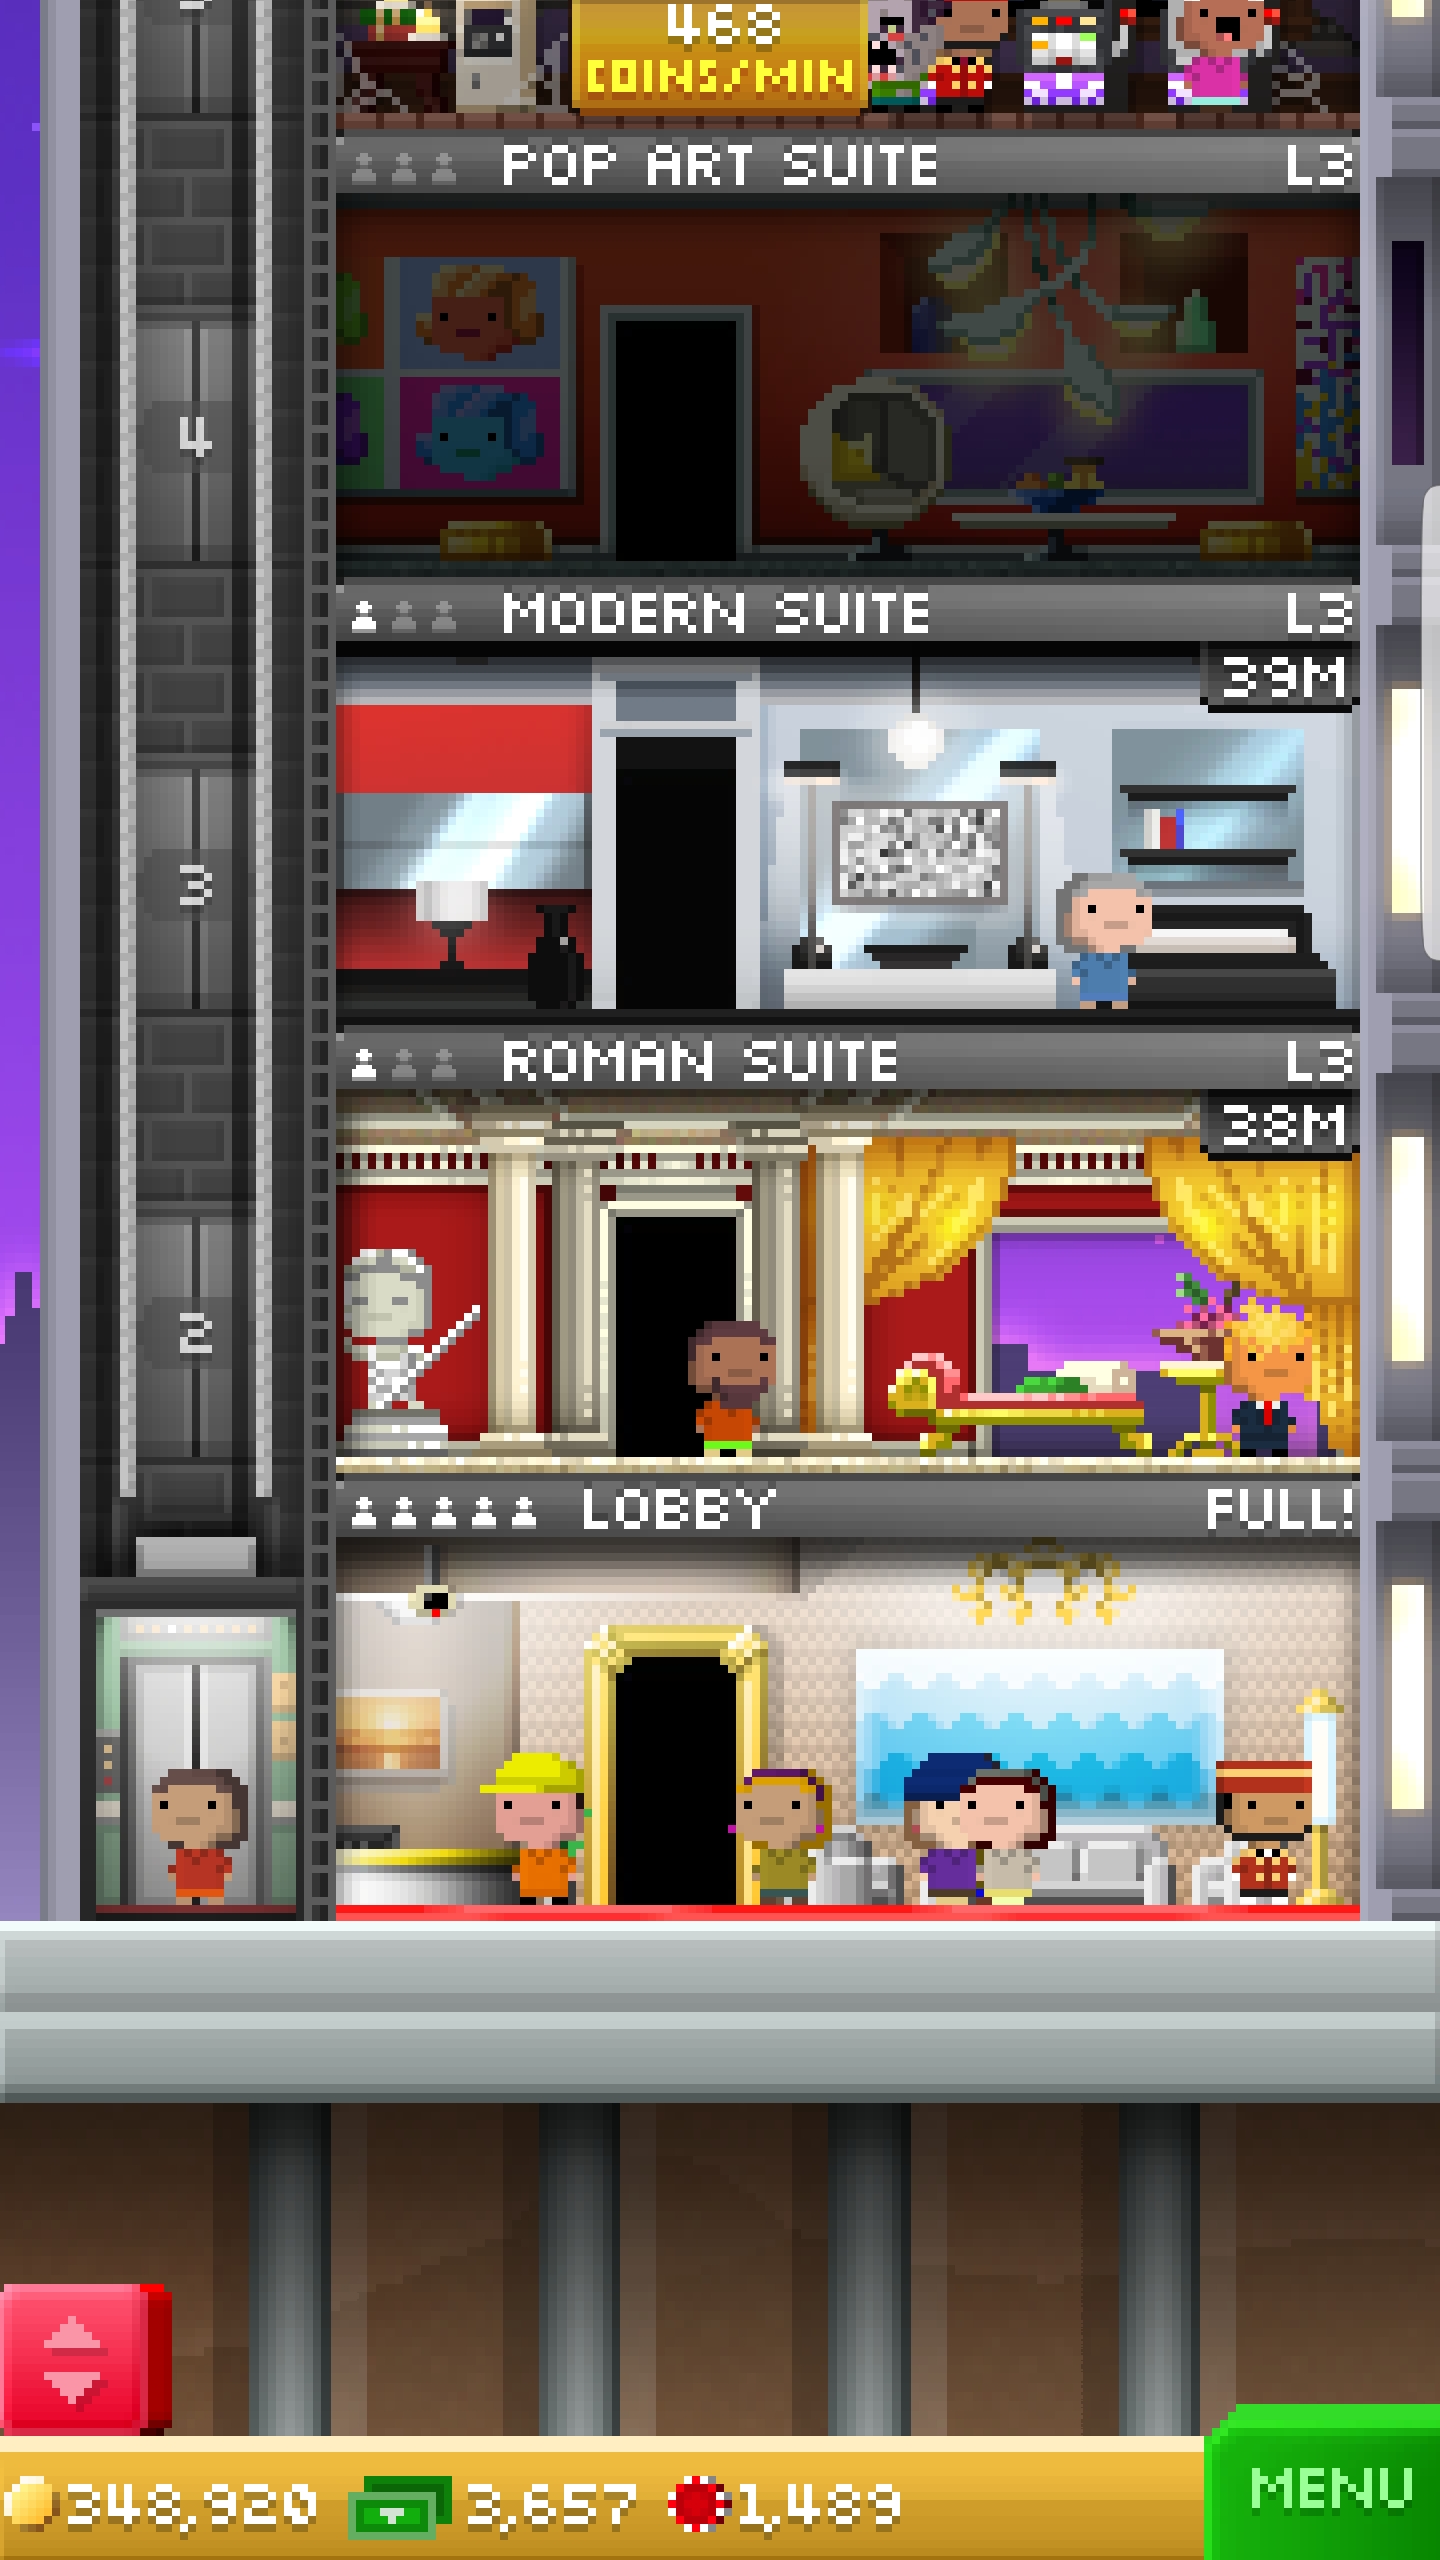 468
COINS/MIN
POP ART SUITE L3
4
MODERN SUITE L3
39M
3
ROMAN SUITE L3
38M
2
LOBBY FULL!
348,920 3,657 1,489
MENU